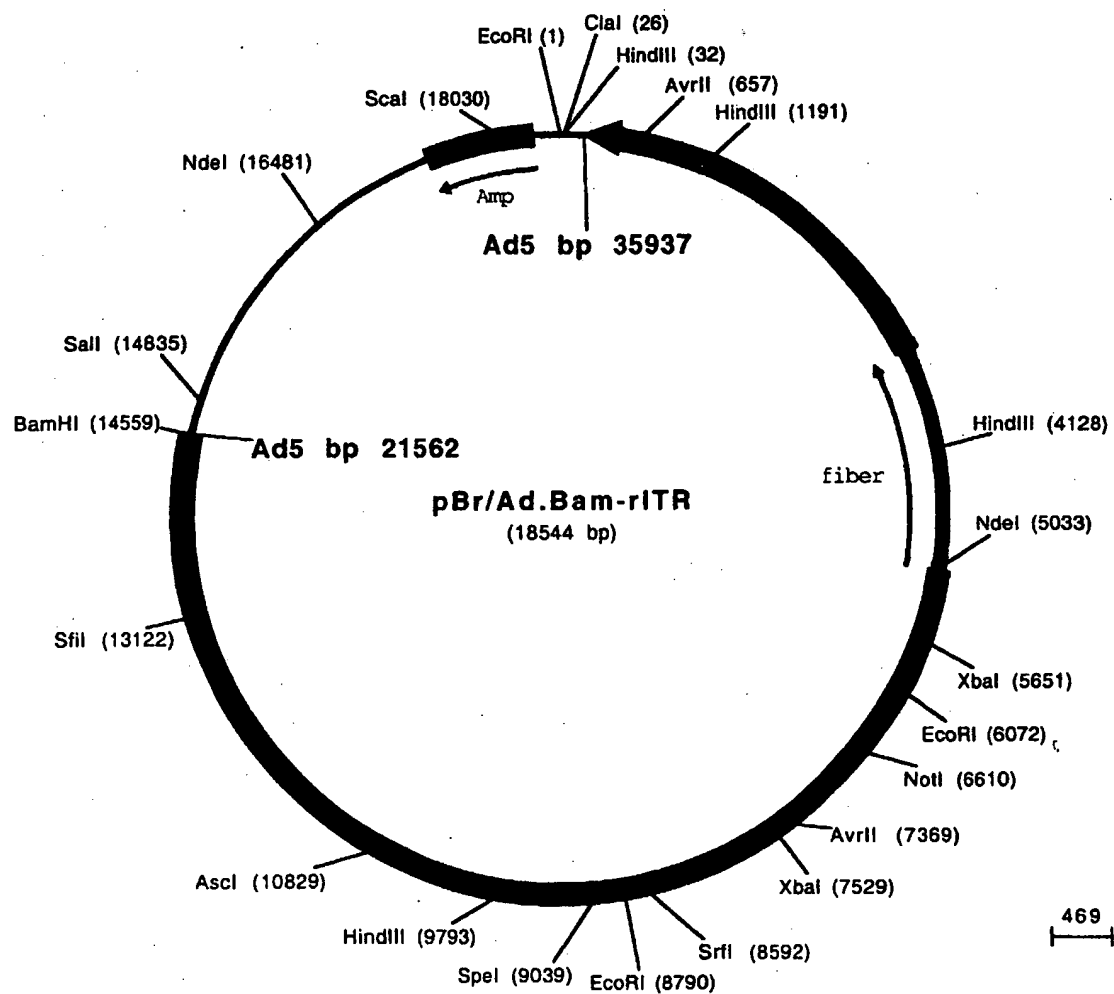 ClaI (26)
EcoRI (1)
HindIII (32)
AvrII (657)
ScaI (18030)
HindIII (1191)
NdeI (16481)
Amp
Ad5 bp 35937
SalI (14835)
BamHI (14559)
Ad5 bp 21562
HindIII (4128)
fiber
pBr/Ad.Bam-rITR
(18544 bp)
NdeI (5033)
SfiI (13122)
XbaI (5651)
EcoRI (6072)
NotI (6610)
AvrII (7369)
AscI (10829)
XbaI (7529)
469
HindIII (9793)
SrfI (8592)
SpeI (9039)
EcoRI (8790)